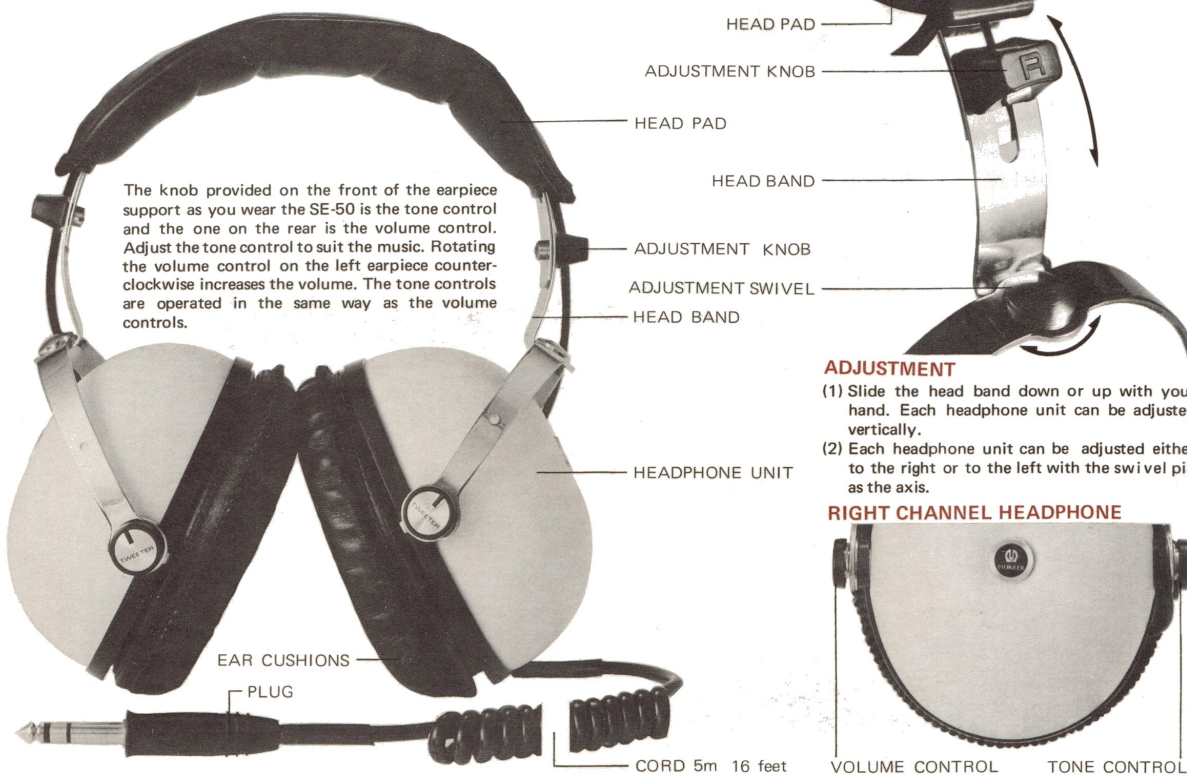 HEAD PAD
ADJUSTMENT KNOB
R
HEAD PAD
HEAD BAND
The knob provided on the front of the earpiece
support as you wear the SE-50 is the tone control
and the one on the rear is the volume control.
Adjust the tone control to suit the music. Rotating
the volume control on the left earpiece counter-
clockwise increases the volume. The tone controls
are operated in the same way as the volume
controls.
ADJUSTMENT KNOB
ADJUSTMENT SWIVEL
HEAD BAND
ADJUSTMENT
(1) Slide the head band down or up with you
hand. Each headphone unit can be adjuste
vertically.
(2) Each headphone unit can be adjusted eithe
to the right or to the left with the swivel pi
as the axis.
HEADPHONE UNIT
TWEETER
TWEETER
RIGHT CHANNEL HEADPHONE
PIONEER
EAR CUSHIONS
PLUG
CORD 5m 16 feet
VOLUME CONTROL
TONE CONTROL